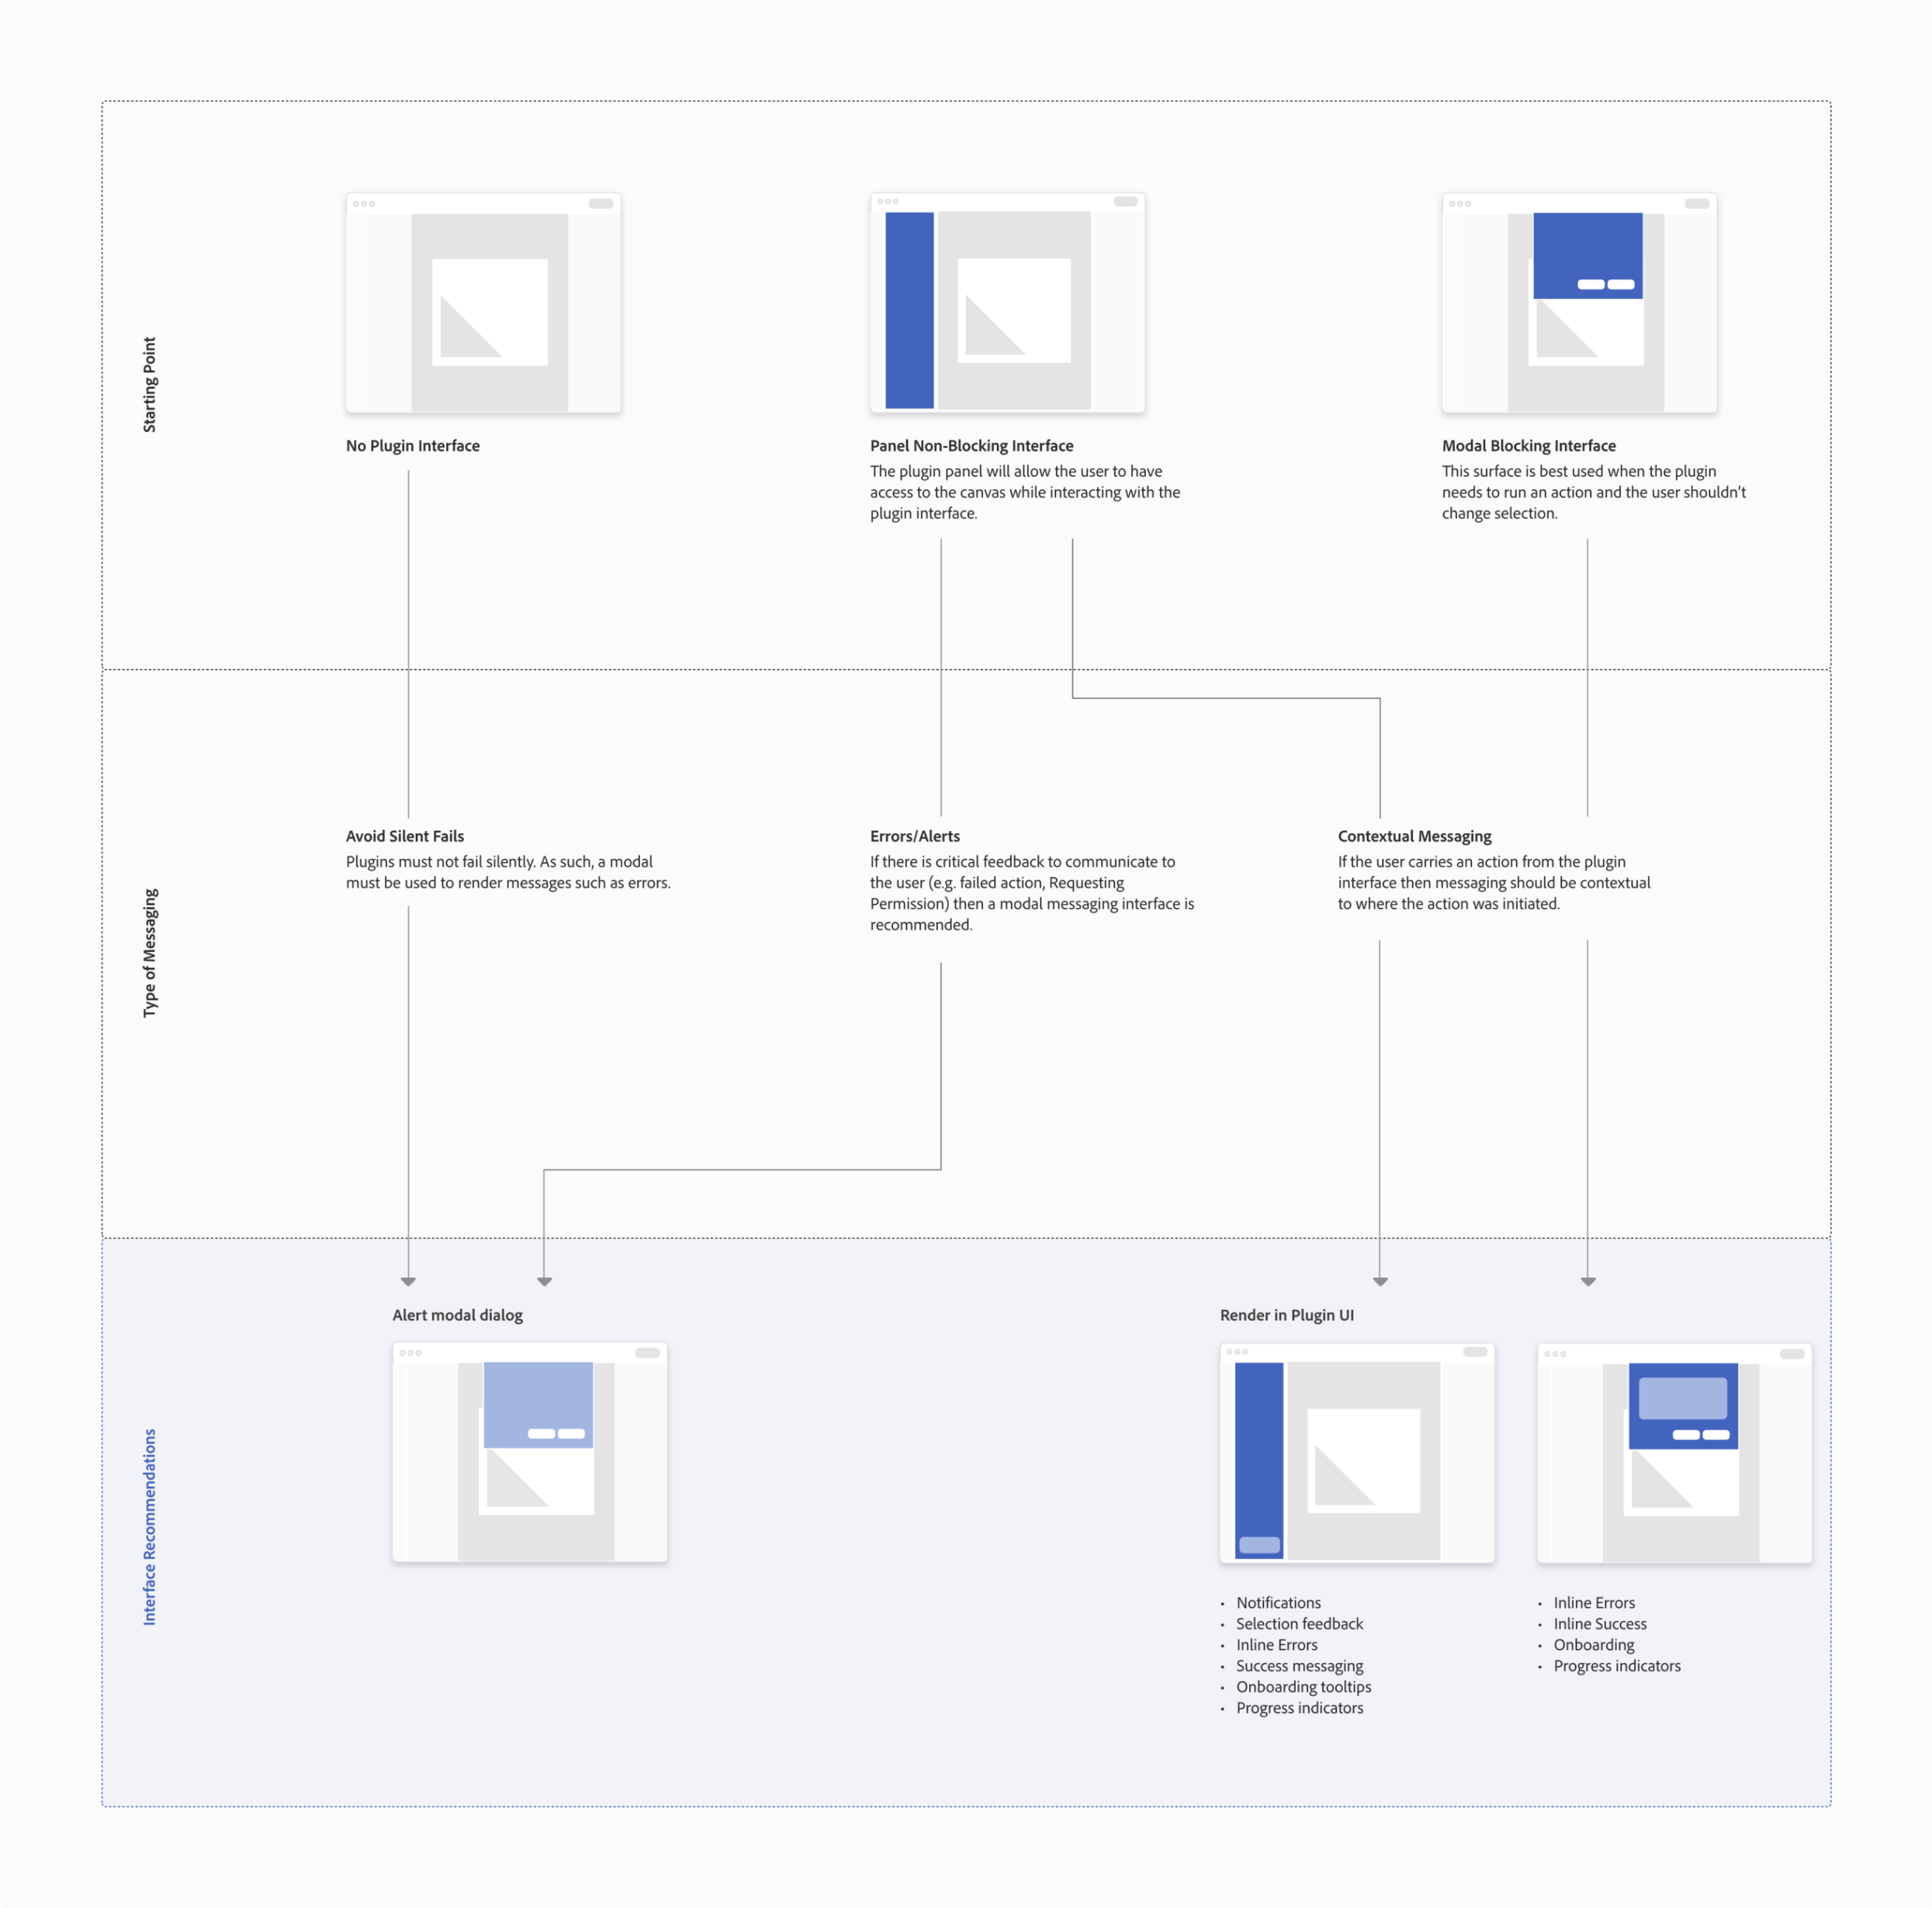 Starting Point
No Plugin Interface
Panel Non-Blocking Interface
The plugin panel will allow the user to have
access to the canvas while interacting with the
plugin interface.
Modal Blocking Interface
This surface is best used when the plugin
needs to run an action and the user shouldn’t
change selection.
Type of Messaging
Avoid Silent Fails
Plugins must not fail silently. As such, a modal
must be used to render messages such as errors.
Errors/Alerts
If there is critical feedback to communicate to
the user (e.g. failed action, Requesting
Permission) then a modal messaging interface is
recommended.
Contextual Messaging
If the user carries an action from the plugin
interface then messaging should be contextual
to where the action was initiated.
Interface Recommendations
Alert modal dialog
Render in Plugin UI
• Notifications
• Selection feedback
• Inline Errors
• Success messaging
• Onboarding tooltips
• Progress indicators
• Inline Errors
• Inline Success
• Onboarding
• Progress indicators